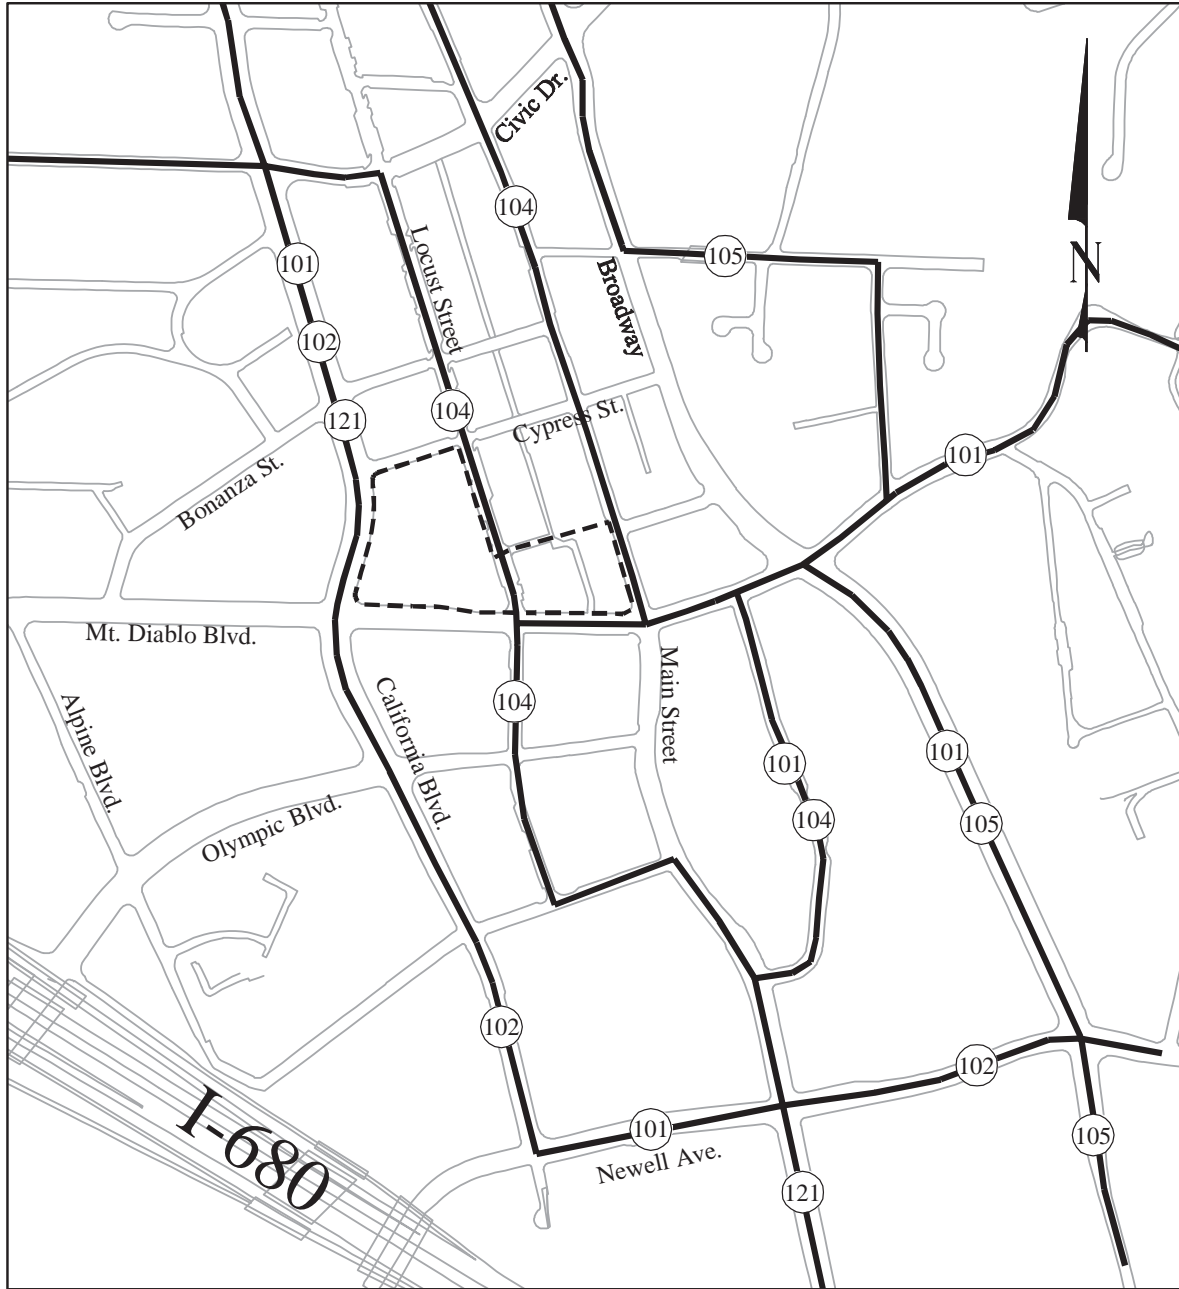 Civic Dr.
104
Locust Street
101
105
Broadway
N
102
104
121
Cypress St.
101
Bonanza St.
Mt. Diablo Blvd.
Main Street
Alpine Blvd.
California Blvd.
104
101
101
Olympic Blvd.
104
105
102
102
I-680
101
105
Newell Ave.
121